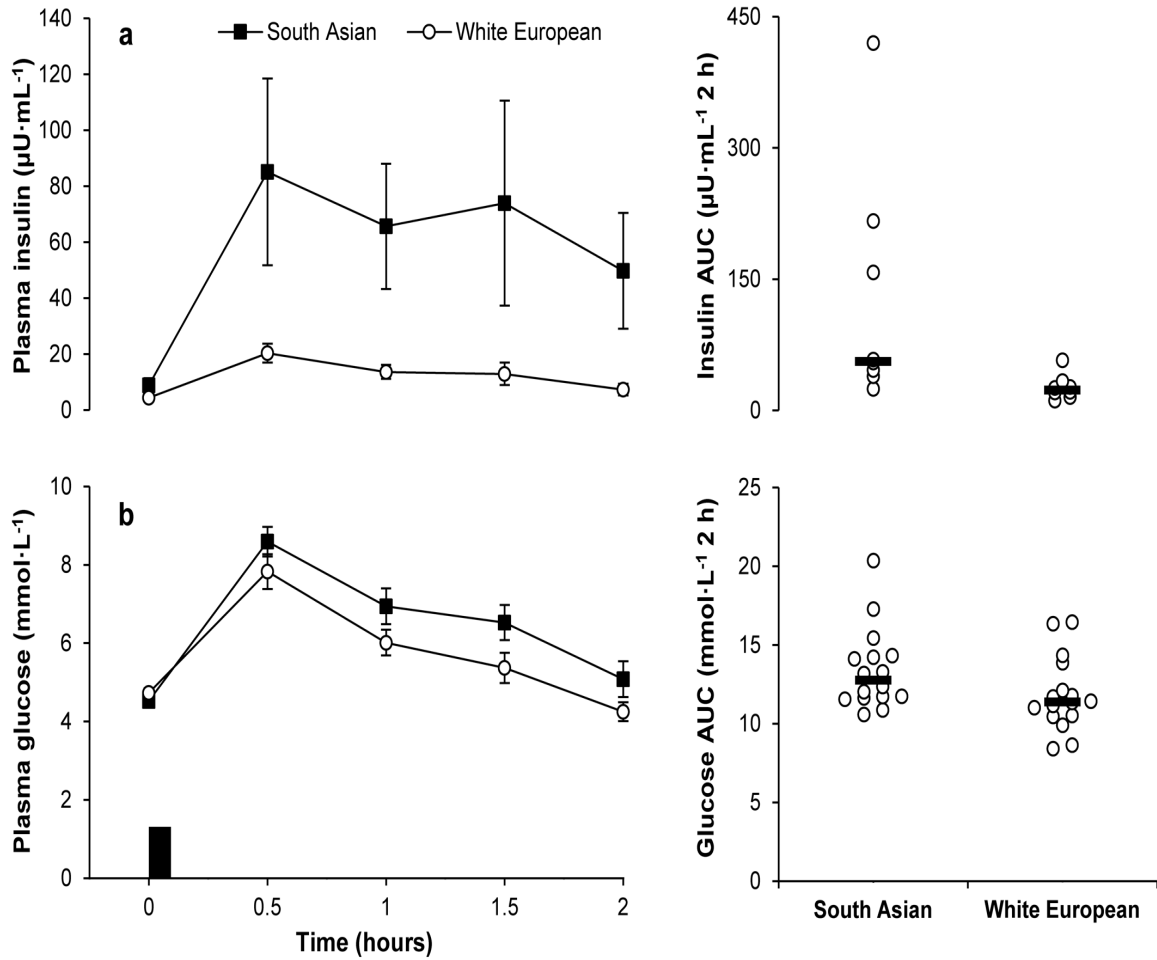 a
South Asian
White European
Plasma insulin (µU·mL⁻¹)
140
120
100
80
60
40
20
0
Insulin AUC (µU·mL⁻¹ 2 h)
450
300
150
0
b
Plasma glucose (mmol·L⁻¹)
10
8
6
4
2
0
0
0.5
1
1.5
2
Time (hours)
Glucose AUC (mmol·L⁻¹ 2 h)
25
20
15
10
5
0
South Asian
White European